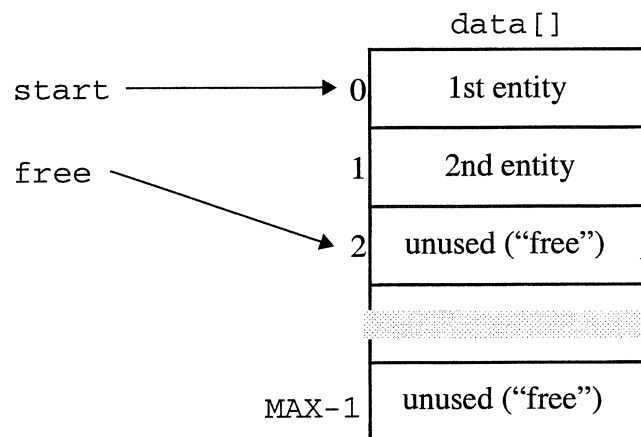 data[]
start 0 1st entity
free 1 2nd entity
2 unused (“free”)
MAX-1 unused (“free”)